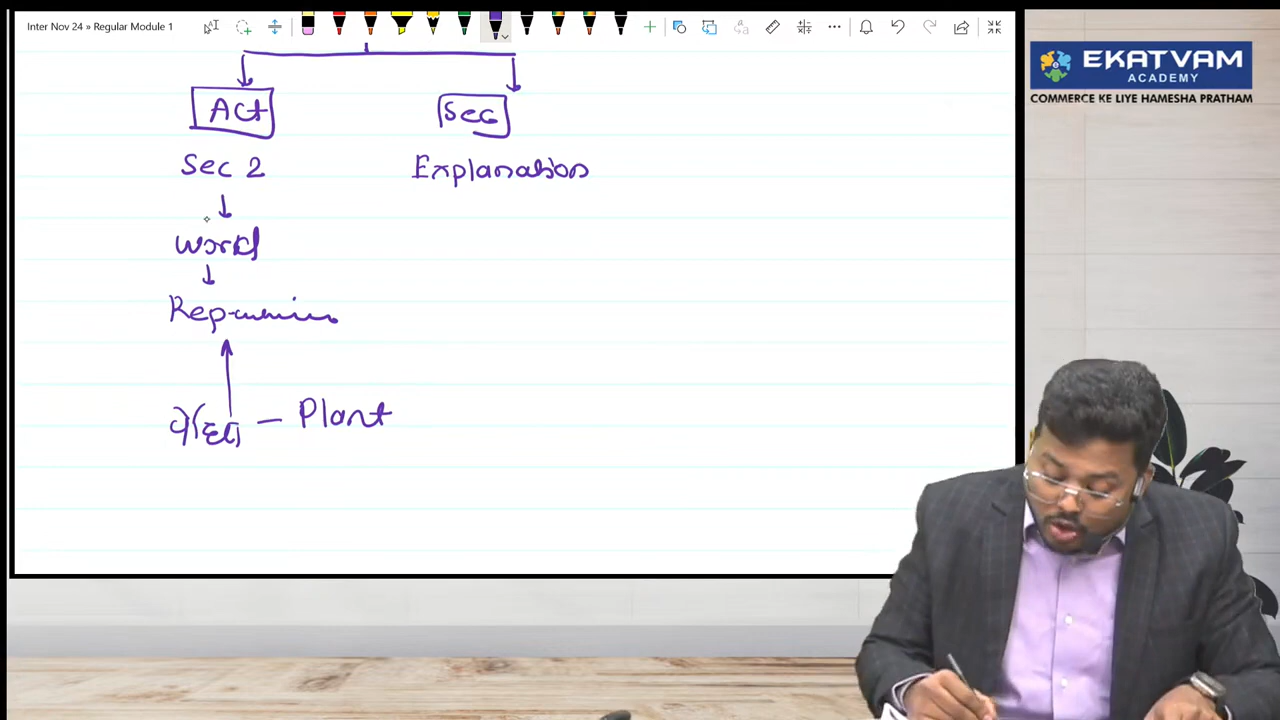 Inter Nov 24 » Regular Module 1
EKATVAM
ACADEMY
COMMERCE KE LIYE HAMESHA PRATHAM
Act
Sec
Sec 2
Explanation
word
— Plant